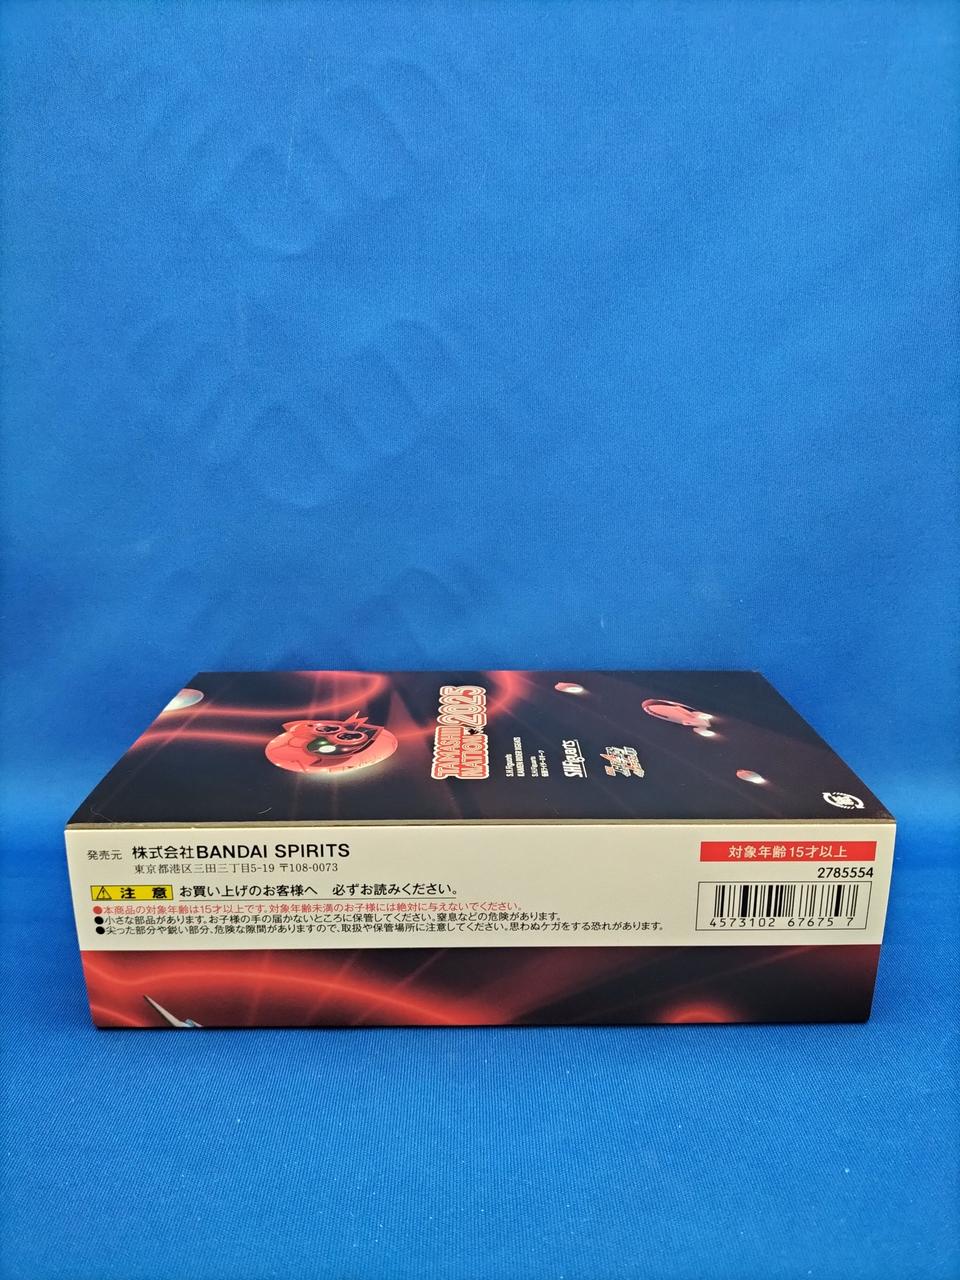 TAMASHII
NATION 2025
S.H.Figuarts
S.H.Figuarts
発売元 株式会社BANDAI SPIRITS
東京都港区三田三丁目5-19 〒108-0073
注 意 お買い上げのお客様へ 必ずお読みください。
●本商品の対象年齢は15才以上です。対象年齢未満のお子様には絶対に与えないでください。
●小さな部品があります。お子様の手の届かないところに保管してください。窒息などの危険があります。
●尖った部分や鋭い部分、危険な隙間がありますので、取扱や保管場所に注意してください。思わぬケガをする恐れがあります。
対象年齢15才以上
2785554
4573102 67675 7